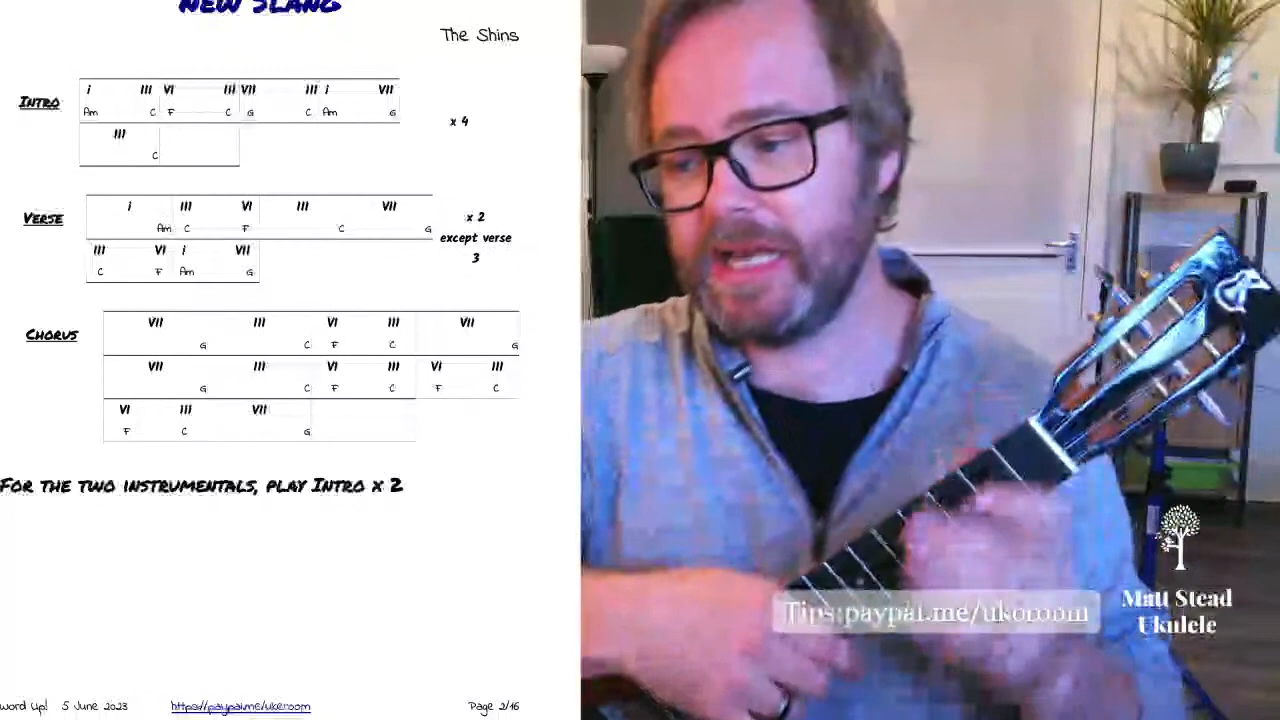 NEW SLANG
The Shins
INTRO
i III VI III VII III i VII
Am C F C G C Am G
x 4
III
C
VERSE
i III VI III VII
Am C F C G
x 2
except verse
3
III VI i VII
C F Am G
CHORUS
VII III VI III VII
G C F C G
VII III VI III VI III
G C F C F C
VI III VII
F C G
FOR THE TWO INSTRUMENTALS, PLAY INTRO X 2
Tips:paypal.me/ukeroom
Matt Stead
Ukulele
Word Up! 5 June 2023 https://paypal.me/ukeroom Page 2/16